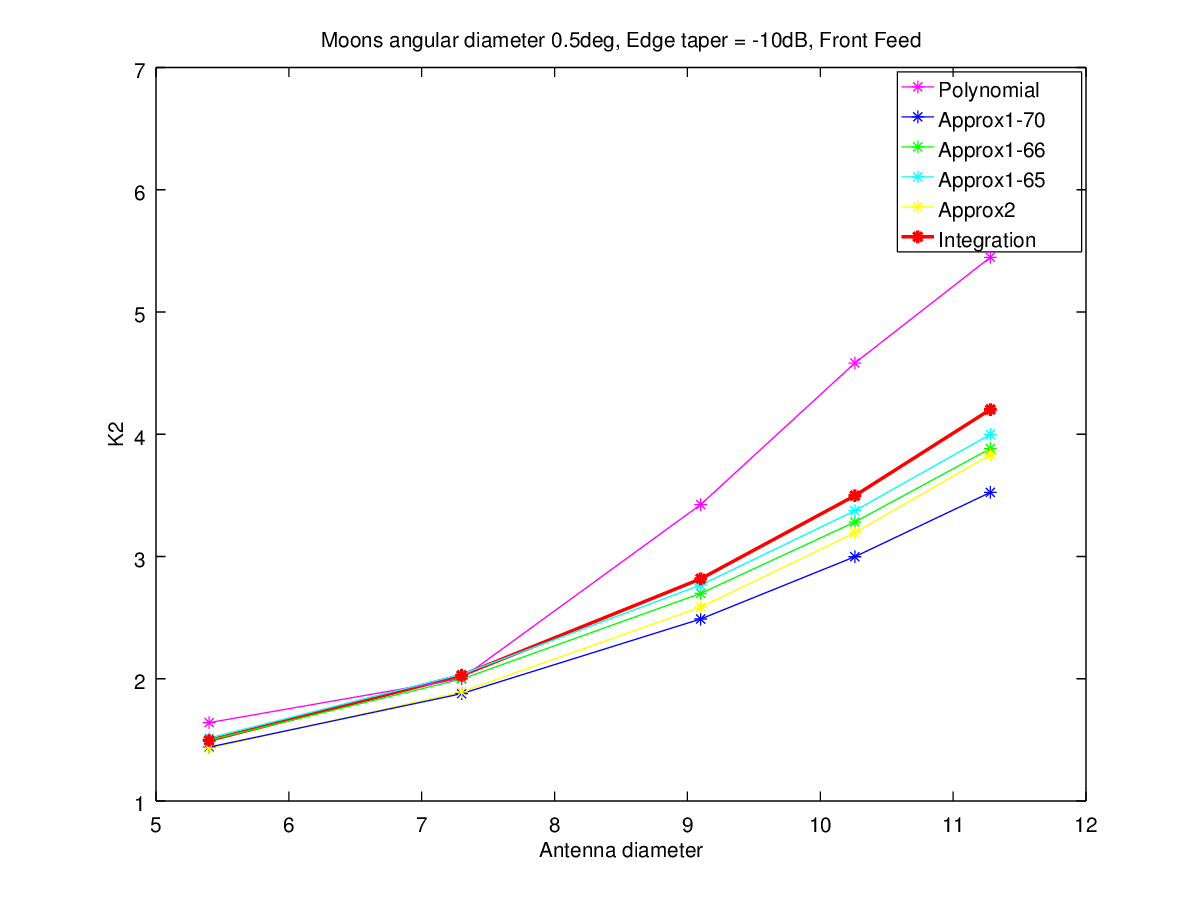 Moons angular diameter 0.5deg, Edge taper = -10dB, Front Feed
7
6
5
4
3
2
1
K2
Polynomial
Approx1-70
Approx1-66
Approx1-65
Approx2
Integration
5 6 7 8 9 10 11 12
Antenna diameter